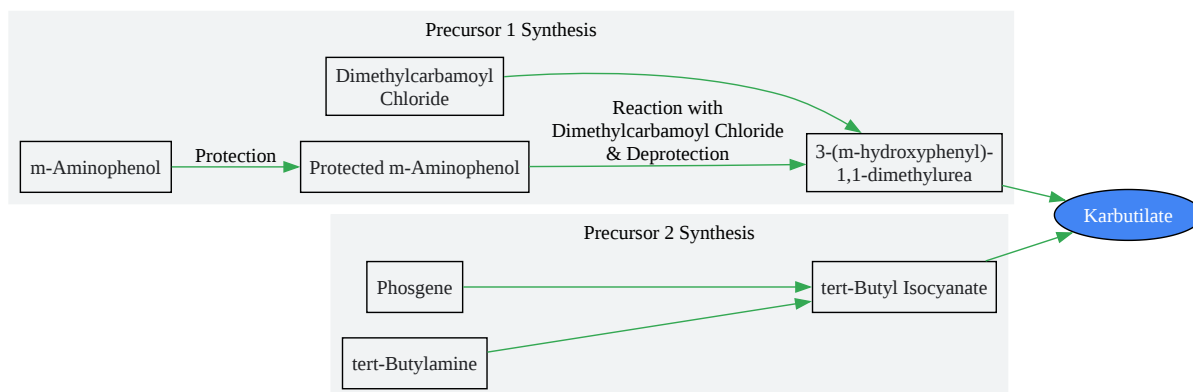 Precursor 1 Synthesis
Dimethylcarbamoyl
Chloride
m-Aminophenol
Protection
Protected m-Aminophenol
Reaction with
Dimethylcarbamoyl Chloride
& Deprotection
3-(m-hydroxyphenyl)-
1,1-dimethylurea
Karbutilate
Precursor 2 Synthesis
Phosgene
tert-Butyl Isocyanate
tert-Butylamine